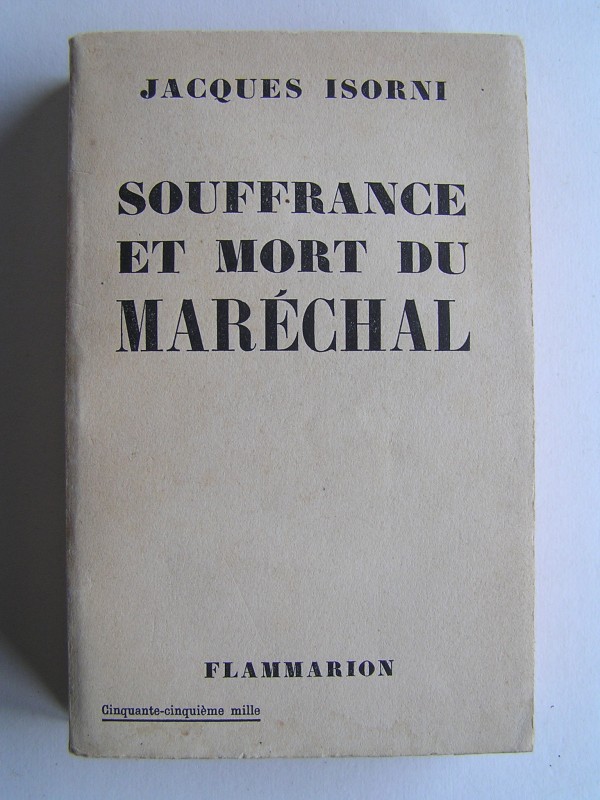 JACQUES ISORNI
SOUFFRANCE
ET MORT DU
MARÉCHAL
FLAMMARION
Cinquante-cinquième mille